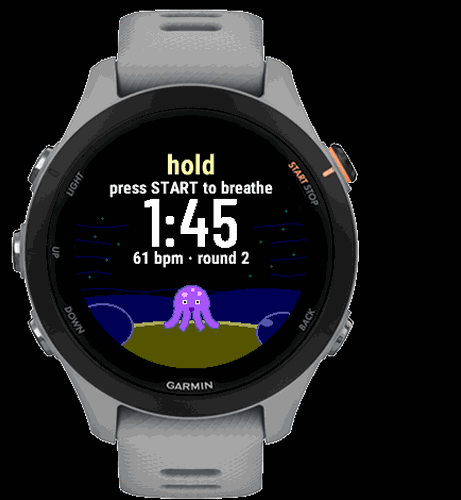 hold
press START to breathe
1:45
61 bpm · round 2
LIGHT
START STOP
UP
DOWN
BACK
GARMIN